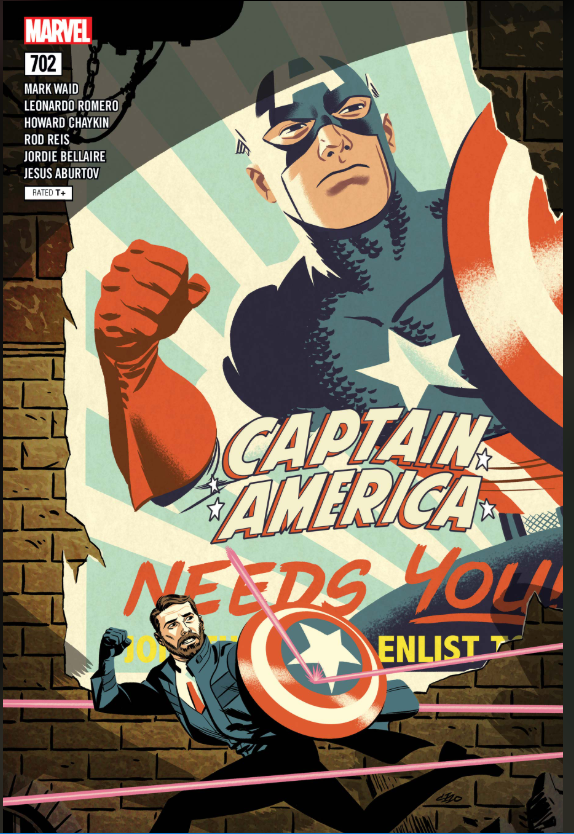 MARVEL
702
MARK WAID
LEONARDO ROMERO
HOWARD CHAYKIN
ROD REIS
JORDIE BELLAIRE
JESUS ABURTOV
RATED T+
CAPTAIN
AMERICA
NEEDS YOU!
ENLIST